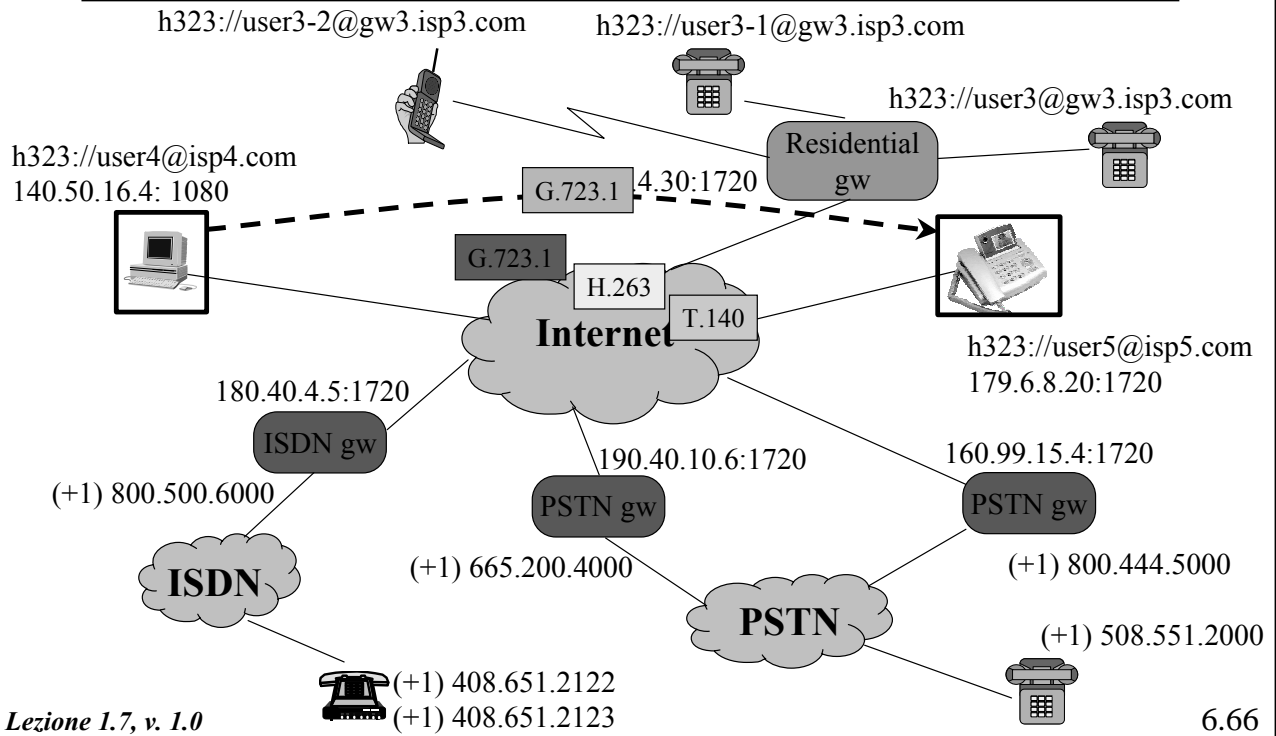 h323://user3-2@gw3.isp3.com
h323://user3-1@gw3.isp3.com
h323://user3@gw3.isp3.com
Residential
gw
h323://user4@isp4.com
140.50.16.4: 1080
G.723.1
4.30:1720
G.723.1
H.263
T.140
Internet
h323://user5@isp5.com
179.6.8.20:1720
180.40.4.5:1720
ISDN gw
190.40.10.6:1720
160.99.15.4:1720
(+1) 800.500.6000
PSTN gw
PSTN gw
(+1) 665.200.4000
(+1) 800.444.5000
ISDN
PSTN
(+1) 508.551.2000
(+1) 408.651.2122
(+1) 408.651.2123
Lezione 1.7, v. 1.0
6.66